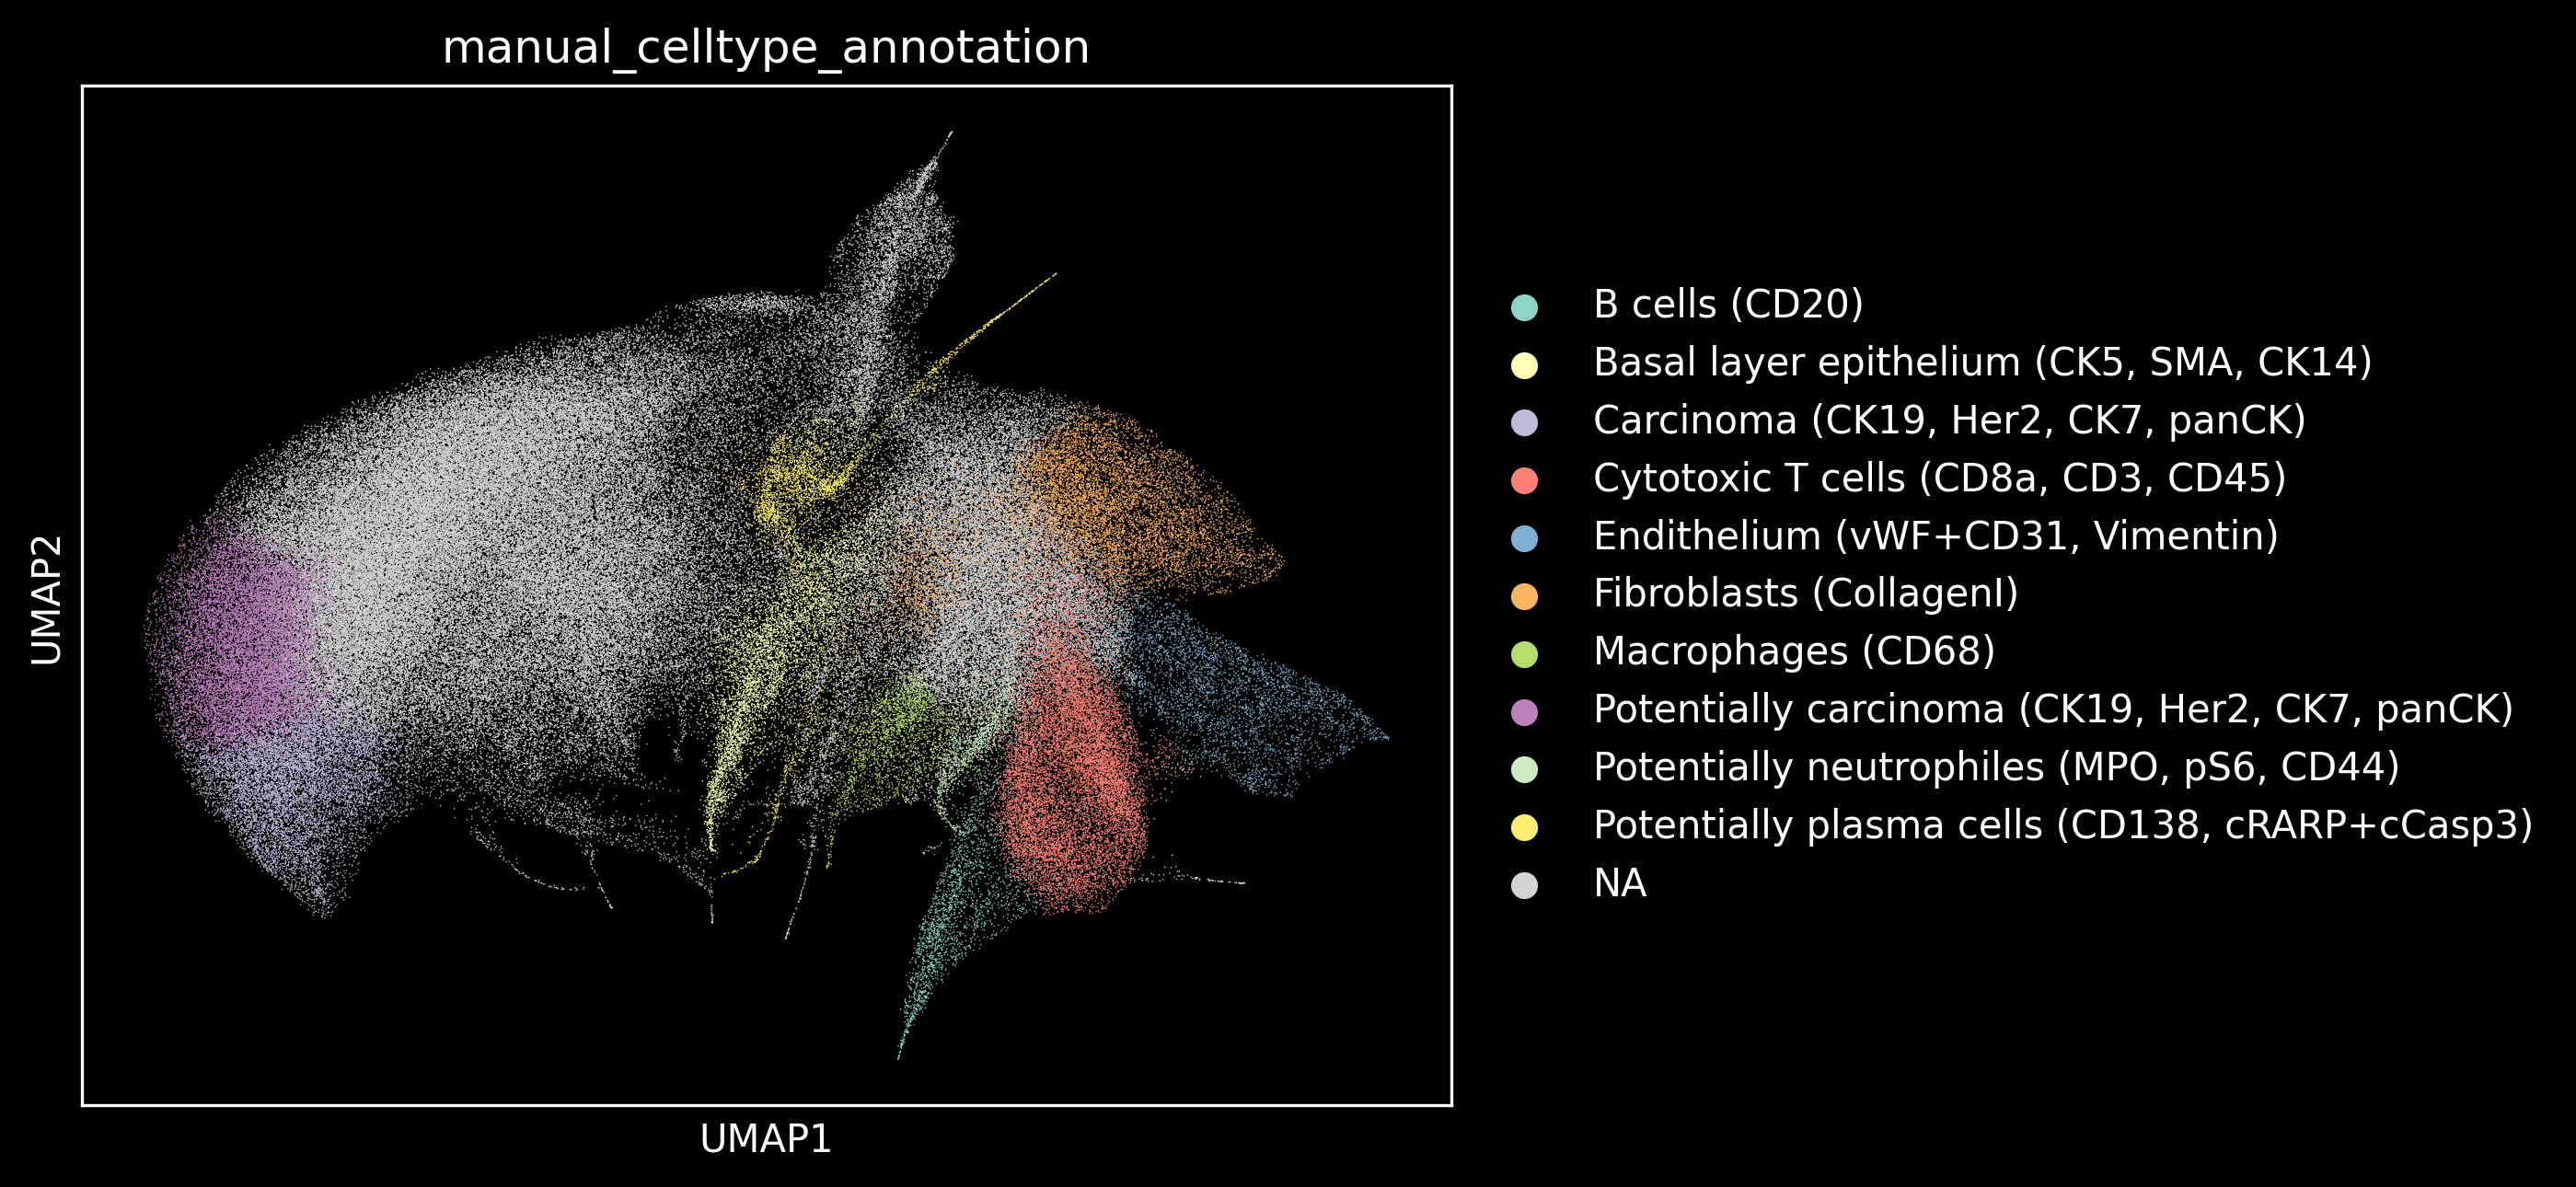 manual_celltype_annotation
UMAP2
UMAP1
B cells (CD20)
Basal layer epithelium (CK5, SMA, CK14)
Carcinoma (CK19, Her2, CK7, panCK)
Cytotoxic T cells (CD8a, CD3, CD45)
Endithelium (vWF+CD31, Vimentin)
Fibroblasts (CollagenI)
Macrophages (CD68)
Potentially carcinoma (CK19, Her2, CK7, panCK)
Potentially neutrophiles (MPO, pS6, CD44)
Potentially plasma cells (CD138, cRARP+cCasp3)
NA